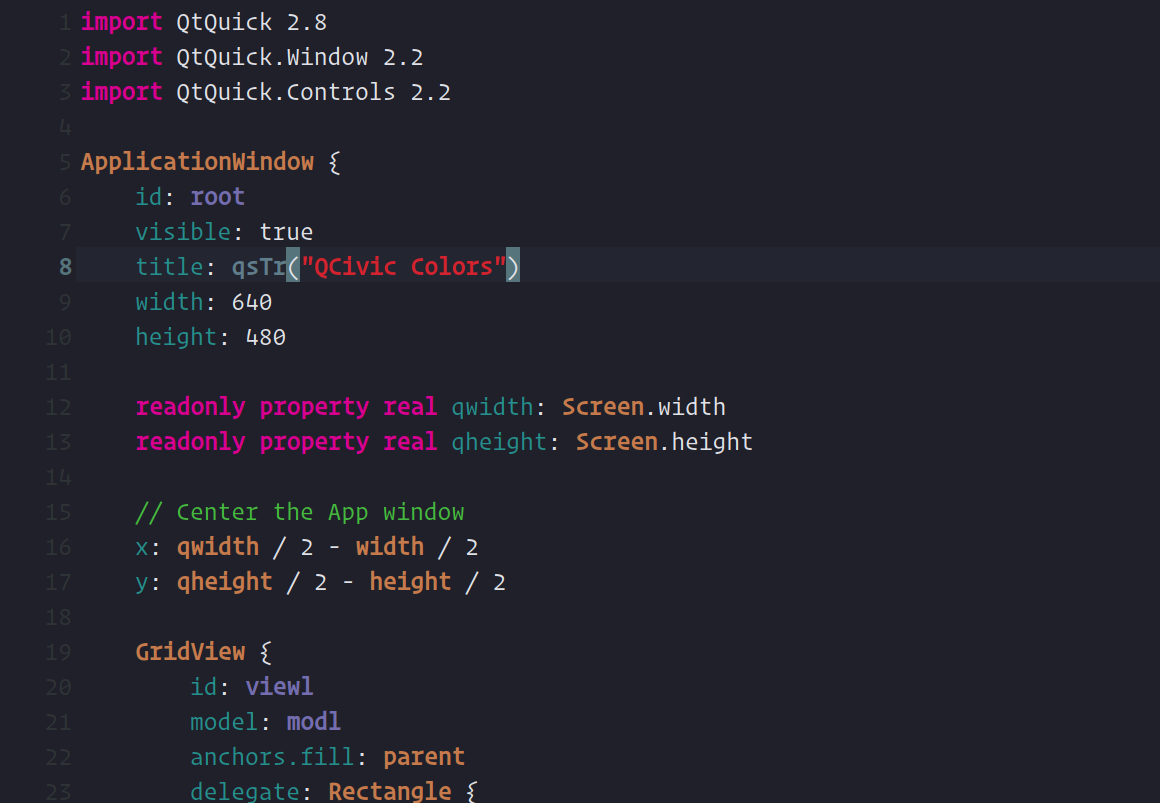 1 import QtQuick 2.8
2 import QtQuick.Window 2.2
3 import QtQuick.Controls 2.2
4
5 ApplicationWindow {
6     id: root
7     visible: true
8     title: qsTr("QCivic Colors")
9     width: 640
10     height: 480
11
12     readonly property real qwidth: Screen.width
13     readonly property real qheight: Screen.height
14
15     // Center the App window
16     x: qwidth / 2 - width / 2
17     y: qheight / 2 - height / 2
18
19     GridView {
20         id: viewl
21         model: modl
22         anchors.fill: parent
23         delegate: Rectangle {